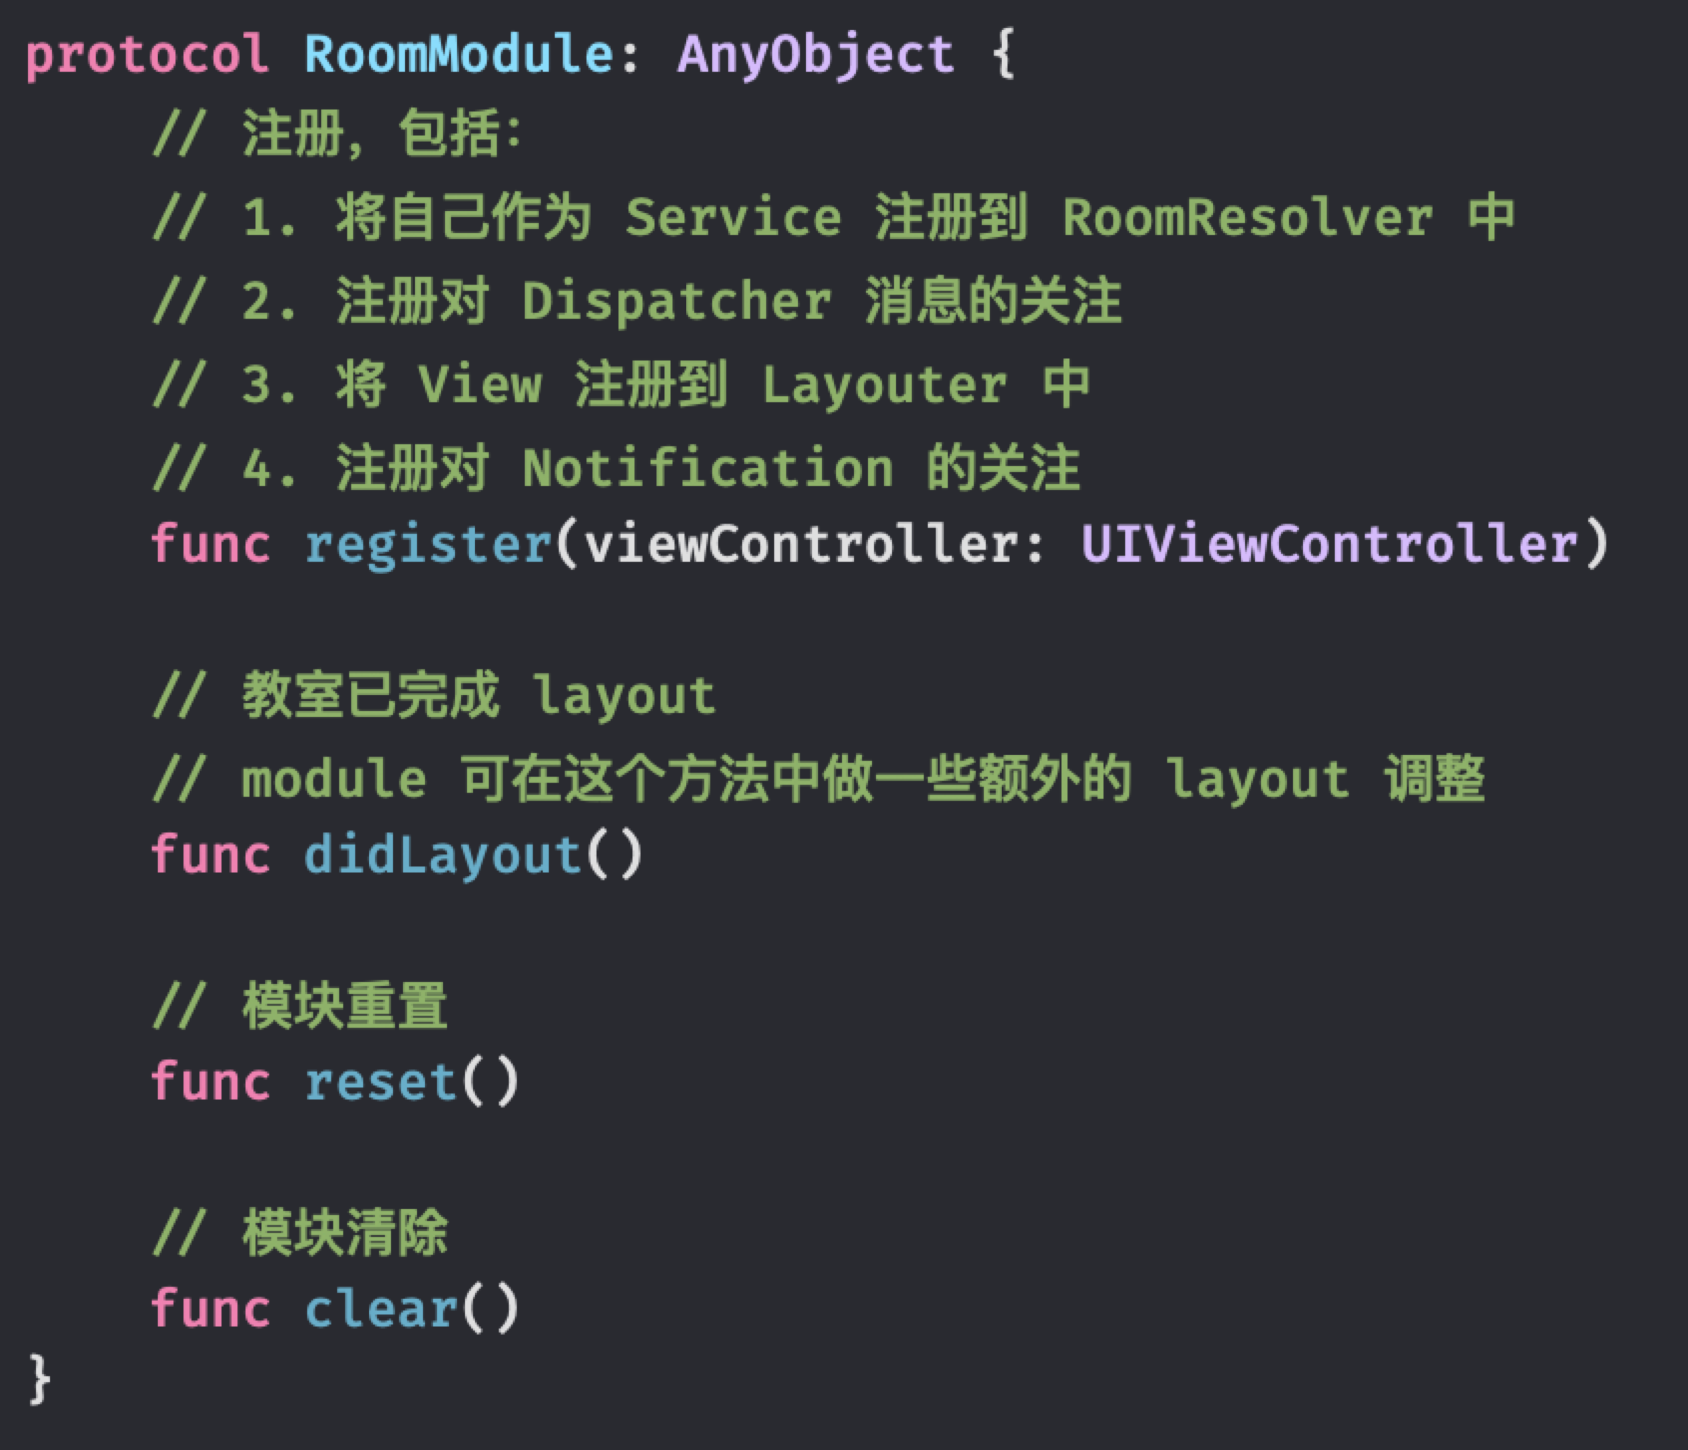 protocol RoomModule: AnyObject {
    // 注册，包括：
    // 1. 将自己作为 Service 注册到 RoomResolver 中
    // 2. 注册对 Dispatcher 消息的关注
    // 3. 将 View 注册到 Layouter 中
    // 4. 注册对 Notification 的关注
    func register(viewController: UIViewController)
    // 教室已完成 layout
    // module 可在这个方法中做一些额外的 layout 调整
    func didLayout()
    // 模块重置
    func reset()
    // 模块清除
    func clear()
}